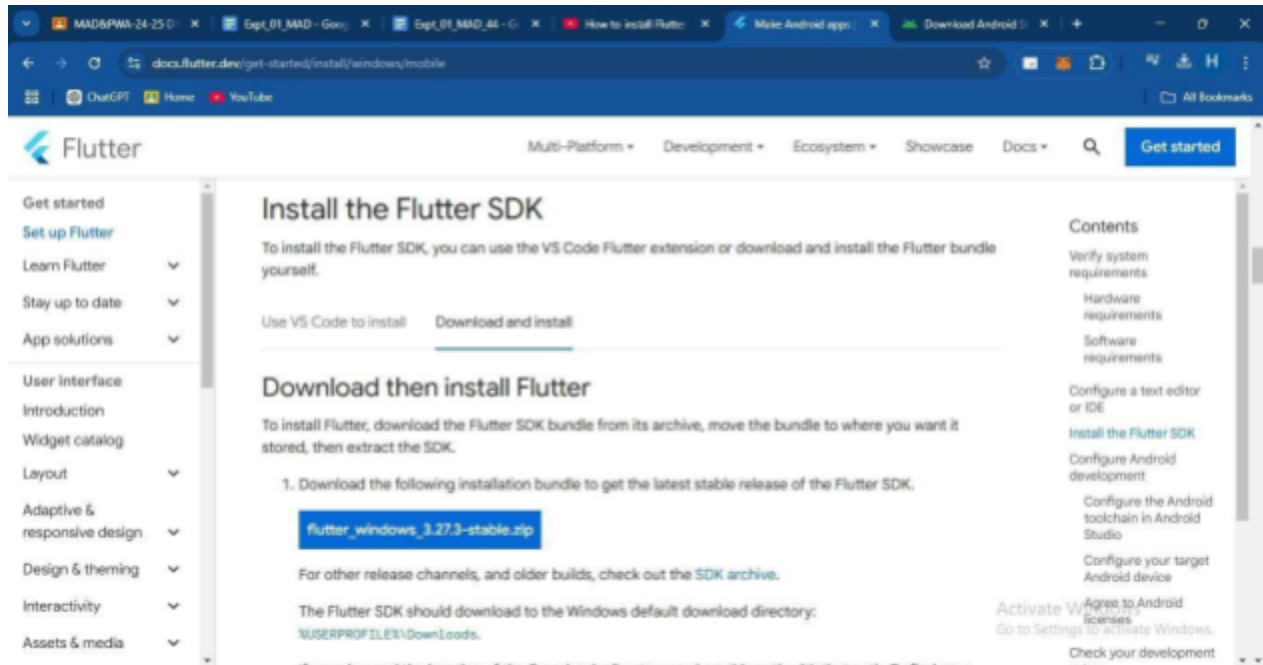 MAD&PWA-24-25 D
Expt_01_MAD - Goog
Expt_01_MAD_44 - G
How to install Flutter
Make Android apps |
Download Android S
docs.flutter.dev/get-started/install/windows/mobile
H
ChatGPT
Home
YouTube
All Bookmarks
Flutter
Multi-Platform
Development
Ecosystem
Showcase
Docs
Get started
Get started
Set up Flutter
Learn Flutter
Stay up to date
App solutions
User interface
Introduction
Widget catalog
Layout
Adaptive &
responsive design
Design & theming
Interactivity
Assets & media
Install the Flutter SDK
To install the Flutter SDK, you can use the VS Code Flutter extension or download and install the Flutter bundle
yourself.
Use VS Code to install
Download and install
Download then install Flutter
To install Flutter, download the Flutter SDK bundle from its archive, move the bundle to where you want it
stored, then extract the SDK.
1. Download the following installation bundle to get the latest stable release of the Flutter SDK.
flutter_windows_3.27.3-stable.zip
For other release channels, and older builds, check out the SDK archive.
The Flutter SDK should download to the Windows default download directory:
%USERPROFILE%\Downloads.
Contents
Verify system
requirements
Hardware
requirements
Software
requirements
Configure a text editor
or IDE
Install the Flutter SDK
Configure Android
development
Configure the Android
toolchain in Android
Studio
Configure your target
Android device
Agree to Android
licenses
Check your development
Activate Windows
Go to Settings to activate Windows.